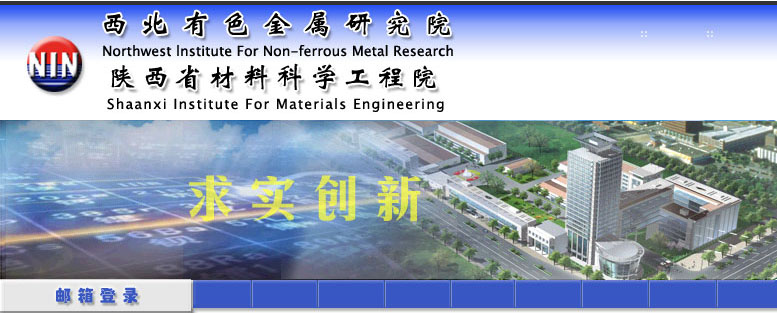 西北有色金属研究院
NIN
Northwest Institute For Non-ferrous Metal Research
陕西省材料科学工程院
Shaanxi Institute For Materials Engineering
求实创新
邮箱登录